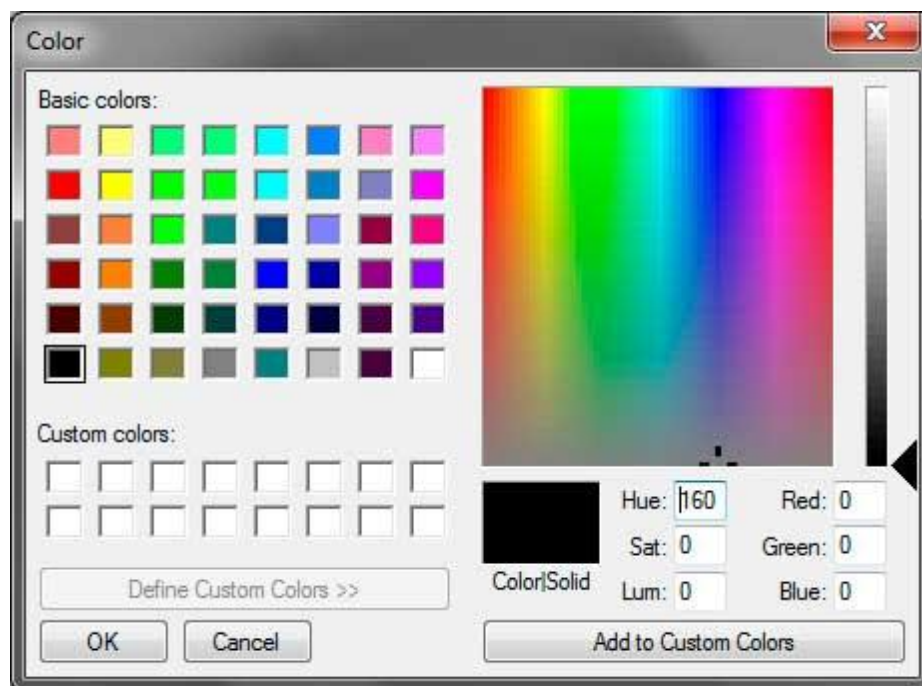 Color
x
Basic colors:
Custom colors:
Define Custom Colors >>
OK Cancel
Color|Solid
Hue: 160 Red: 0
Sat: 0 Green: 0
Lum: 0 Blue: 0
Add to Custom Colors